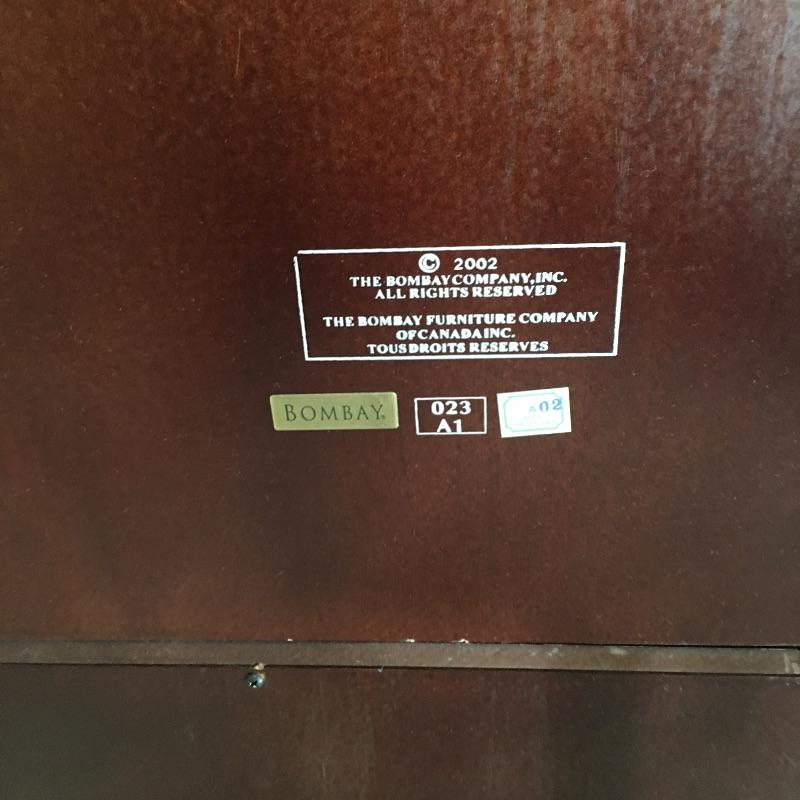 © 2002
THE BOMBAY COMPANY, INC.
ALL RIGHTS RESERVED
THE BOMBAY FURNITURE COMPANY
OF CANADA INC.
TOUS DROITS RESERVES
BOMBAY®
023
A1
A02